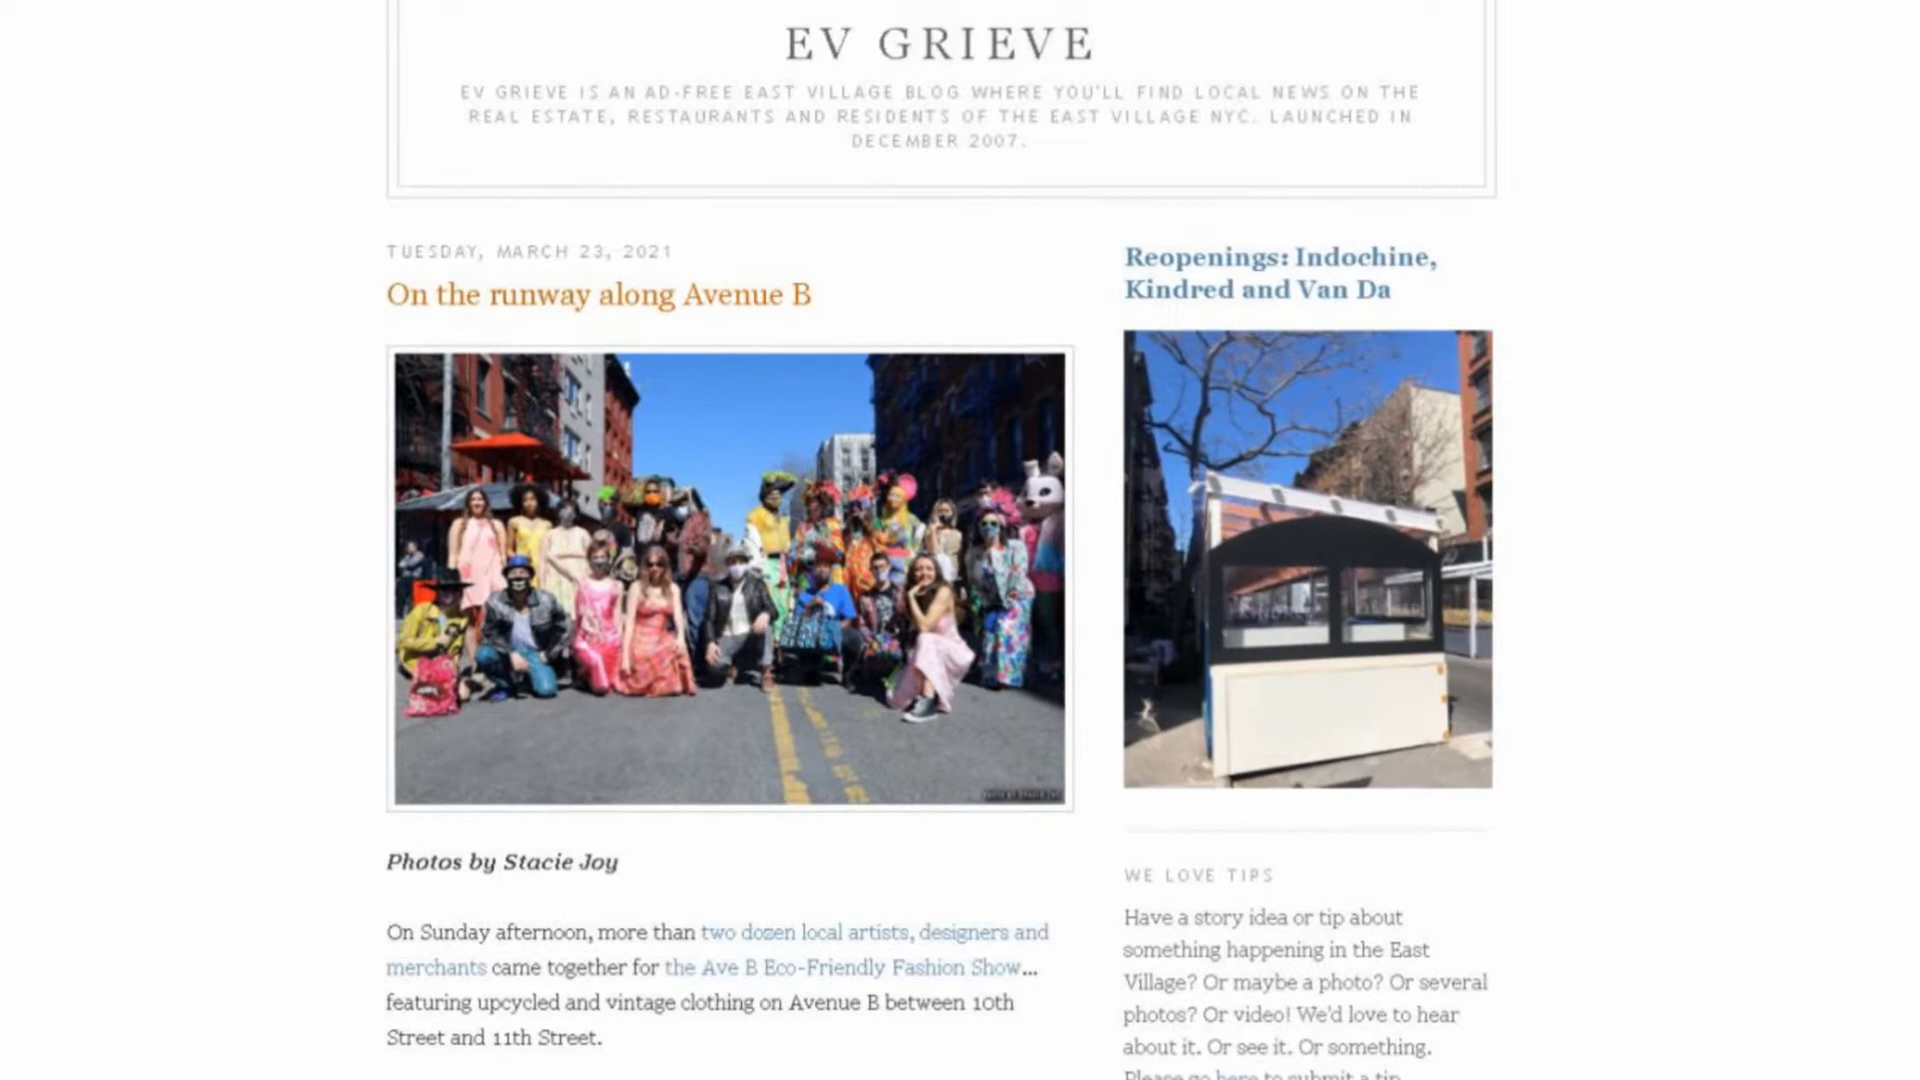 EV GRIEVE
EV GRIEVE IS AN AD-FREE EAST VILLAGE BLOG WHERE YOU'LL FIND LOCAL NEWS ON THE
REAL ESTATE, RESTAURANTS AND RESIDENTS OF THE EAST VILLAGE NYC. LAUNCHED IN
DECEMBER 2007.
TUESDAY, MARCH 23, 2021
On the runway along Avenue B
Photos by Stacie Joy
On Sunday afternoon, more than two dozen local artists, designers and
merchants came together for the Ave B Eco-Friendly Fashion Show...
featuring upcycled and vintage clothing on Avenue B between 10th
Street and 11th Street.
Reopenings: Indochine,
Kindred and Van Da
WE LOVE TIPS
Have a story idea or tip about
something happening in the East
Village? Or maybe a photo? Or several
photos? Or video! We'd love to hear
about it. Or see it. Or something.
Please go here to submit a tip